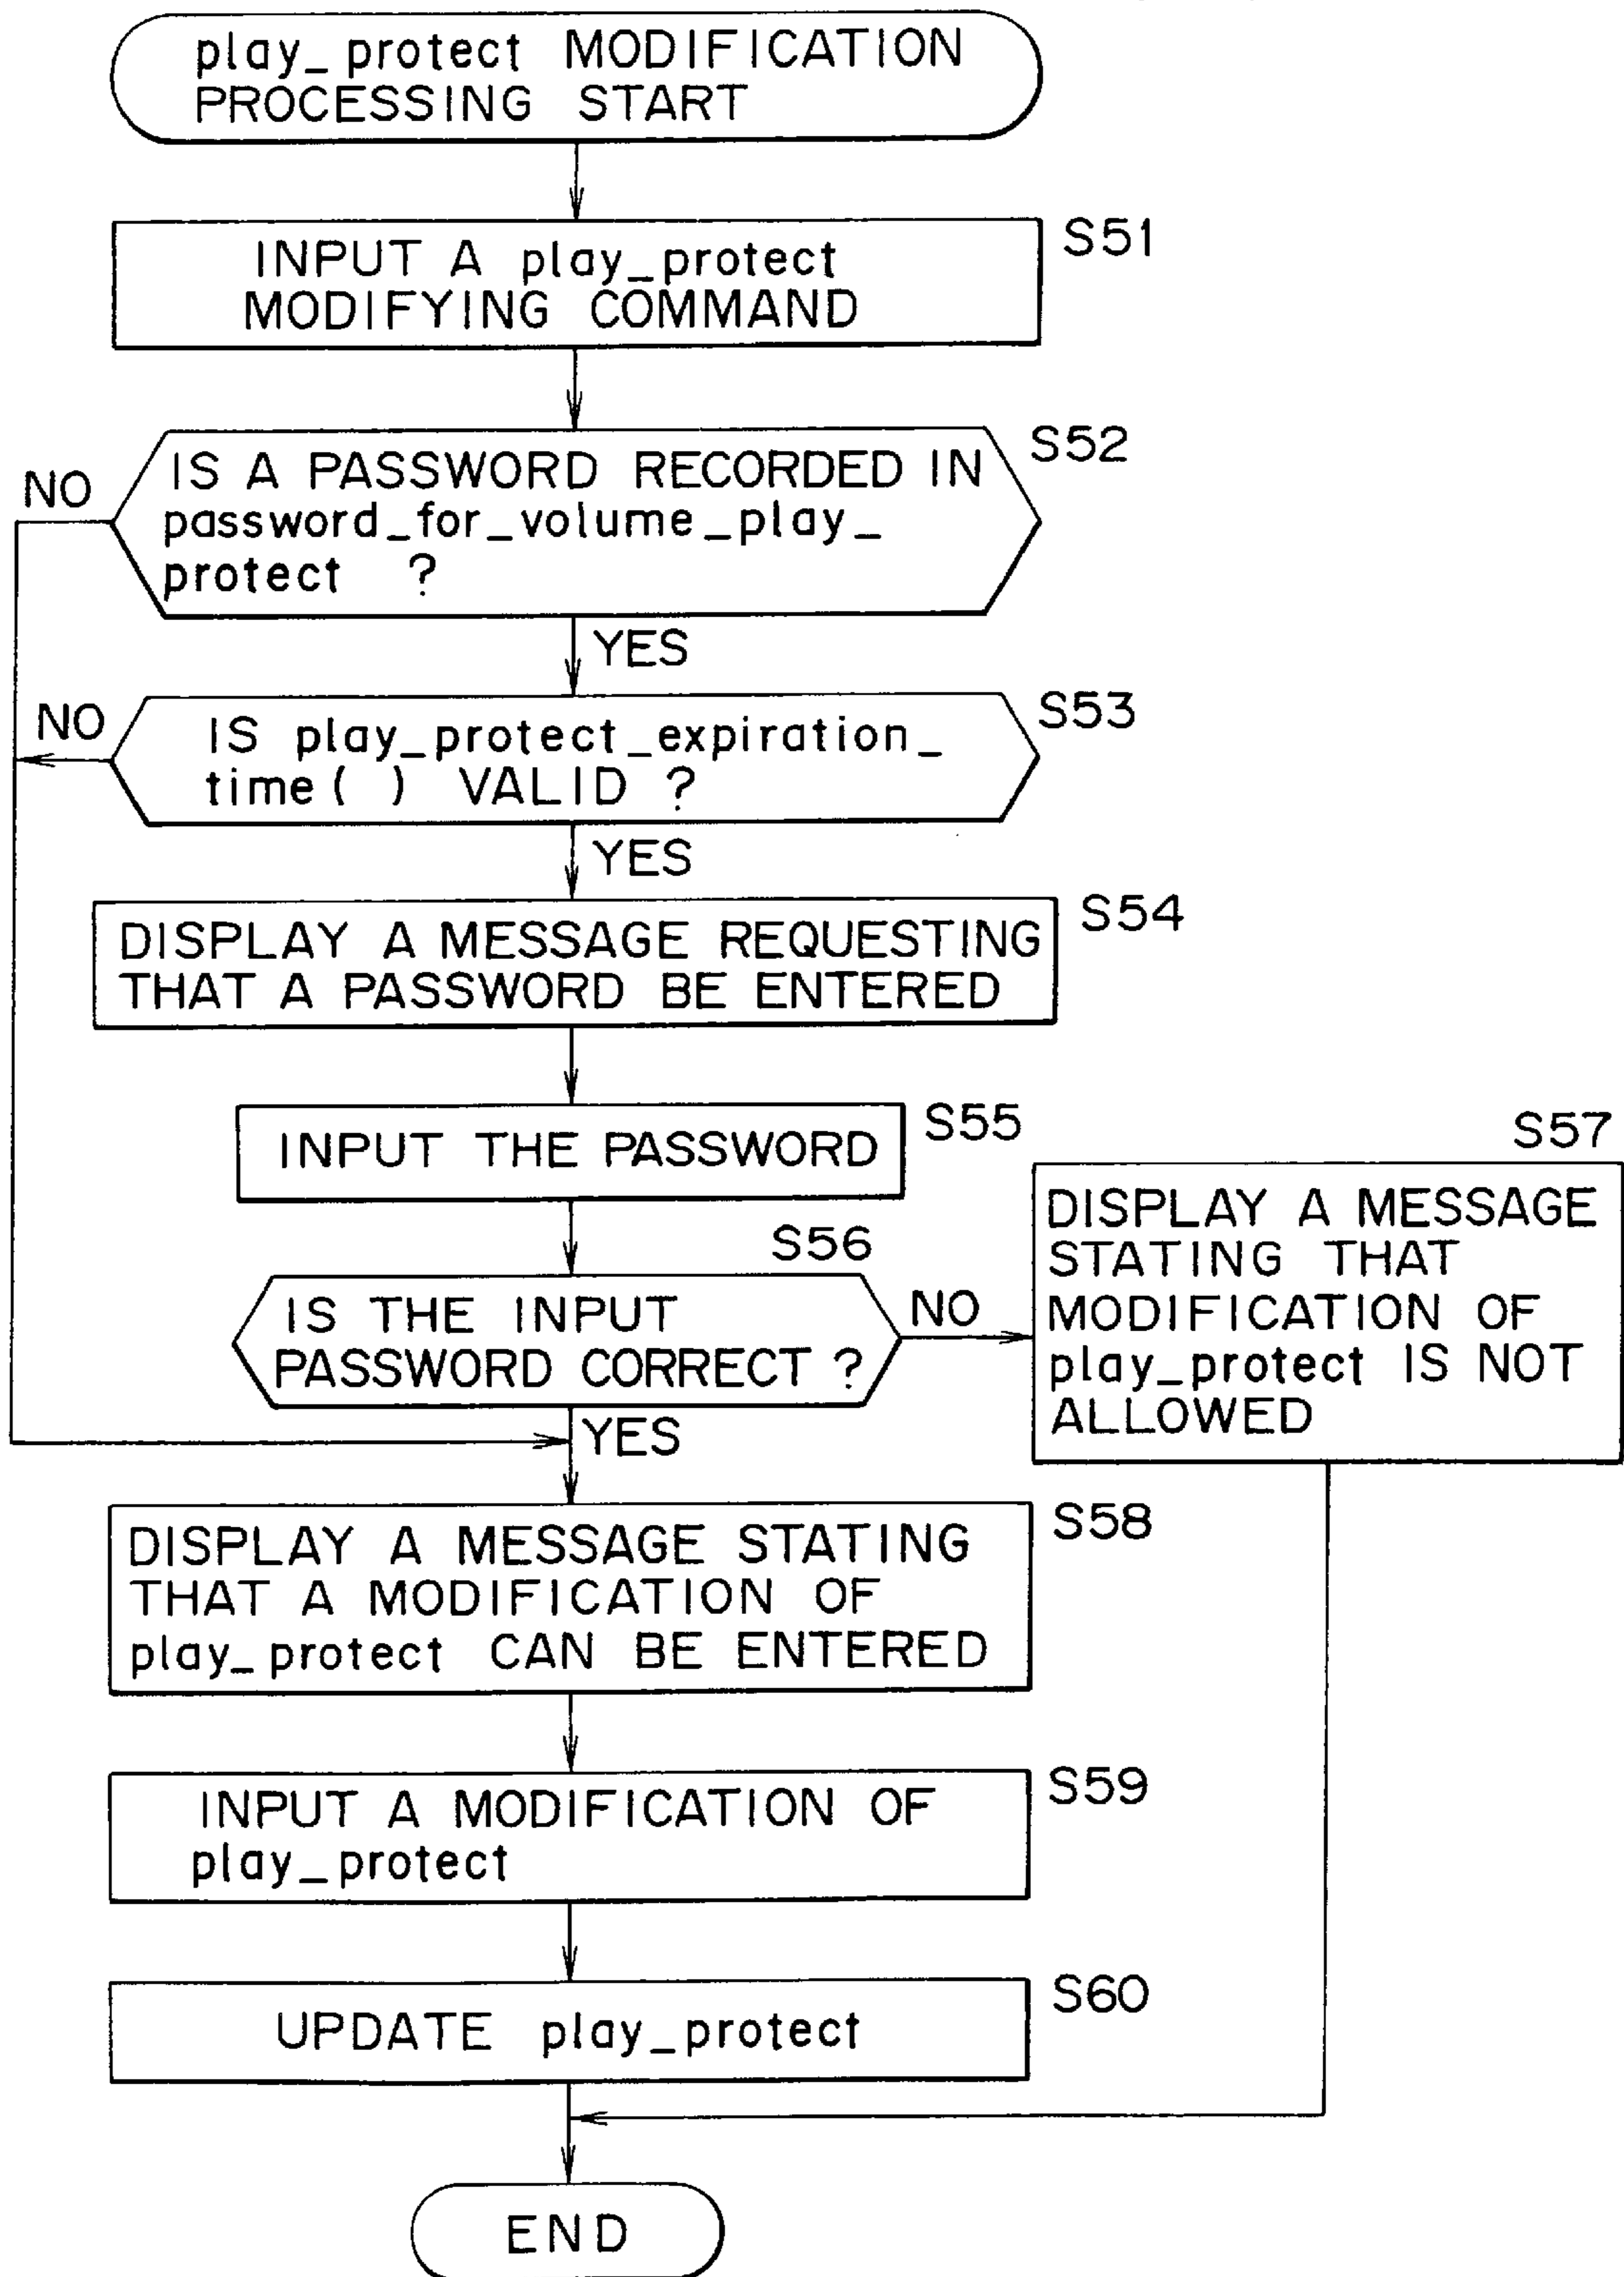 play_protect MODIFICATION
PROCESSING START
S51
INPUT A play_protect
MODIFYING COMMAND
S52
IS A PASSWORD RECORDED IN
password_for_volume_play_
protect ?
NO
YES
S53
IS play_protect_expiration_
time( ) VALID ?
NO
YES
S54
DISPLAY A MESSAGE REQUESTING
THAT A PASSWORD BE ENTERED
S55
INPUT THE PASSWORD
S56
IS THE INPUT
PASSWORD CORRECT ?
NO
YES
S57
DISPLAY A MESSAGE
STATING THAT
MODIFICATION OF
play_protect IS NOT
ALLOWED
S58
DISPLAY A MESSAGE STATING
THAT A MODIFICATION OF
play_protect CAN BE ENTERED
S59
INPUT A MODIFICATION OF
play_protect
S60
UPDATE play_protect
END